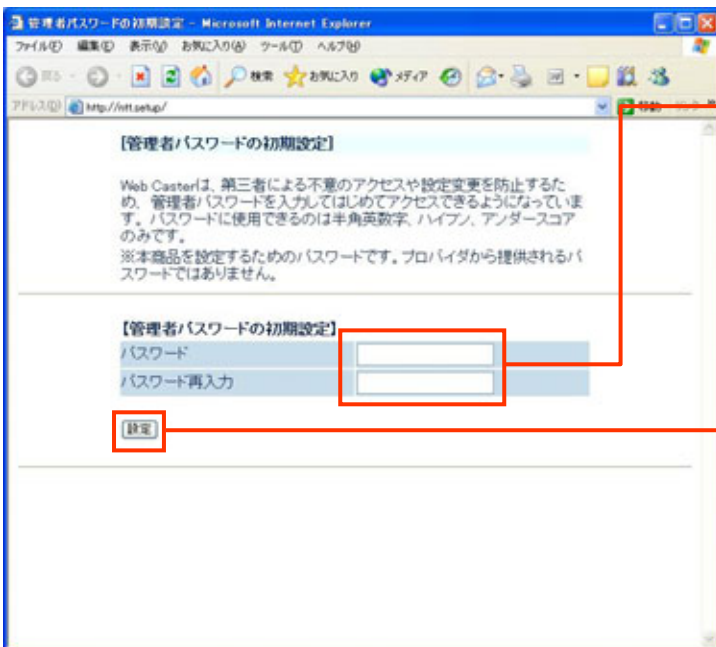 管理者パスワードの初期設定 - Microsoft Internet Explorer
ファイル(F) 編集(E) 表示(V) お気に入り(A) ツール(T) ヘルプ(H)
戻る 検索 お気に入り メディア
アドレス(D) http://ntt.setup/ 移動
[管理者パスワードの初期設定]
Web Casterは、第三者による不意のアクセスや設定変更を防止するた
め、管理者パスワードを入力してはじめてアクセスできるようになっていま
す。パスワードに使用できるのは半角英数字、ハイフン、アンダースコア
のみです。
※本商品を設定するためのパスワードです。プロバイダから提供されるパ
スワードではありません。
【管理者パスワードの初期設定】
パスワード
パスワード再入力
設定